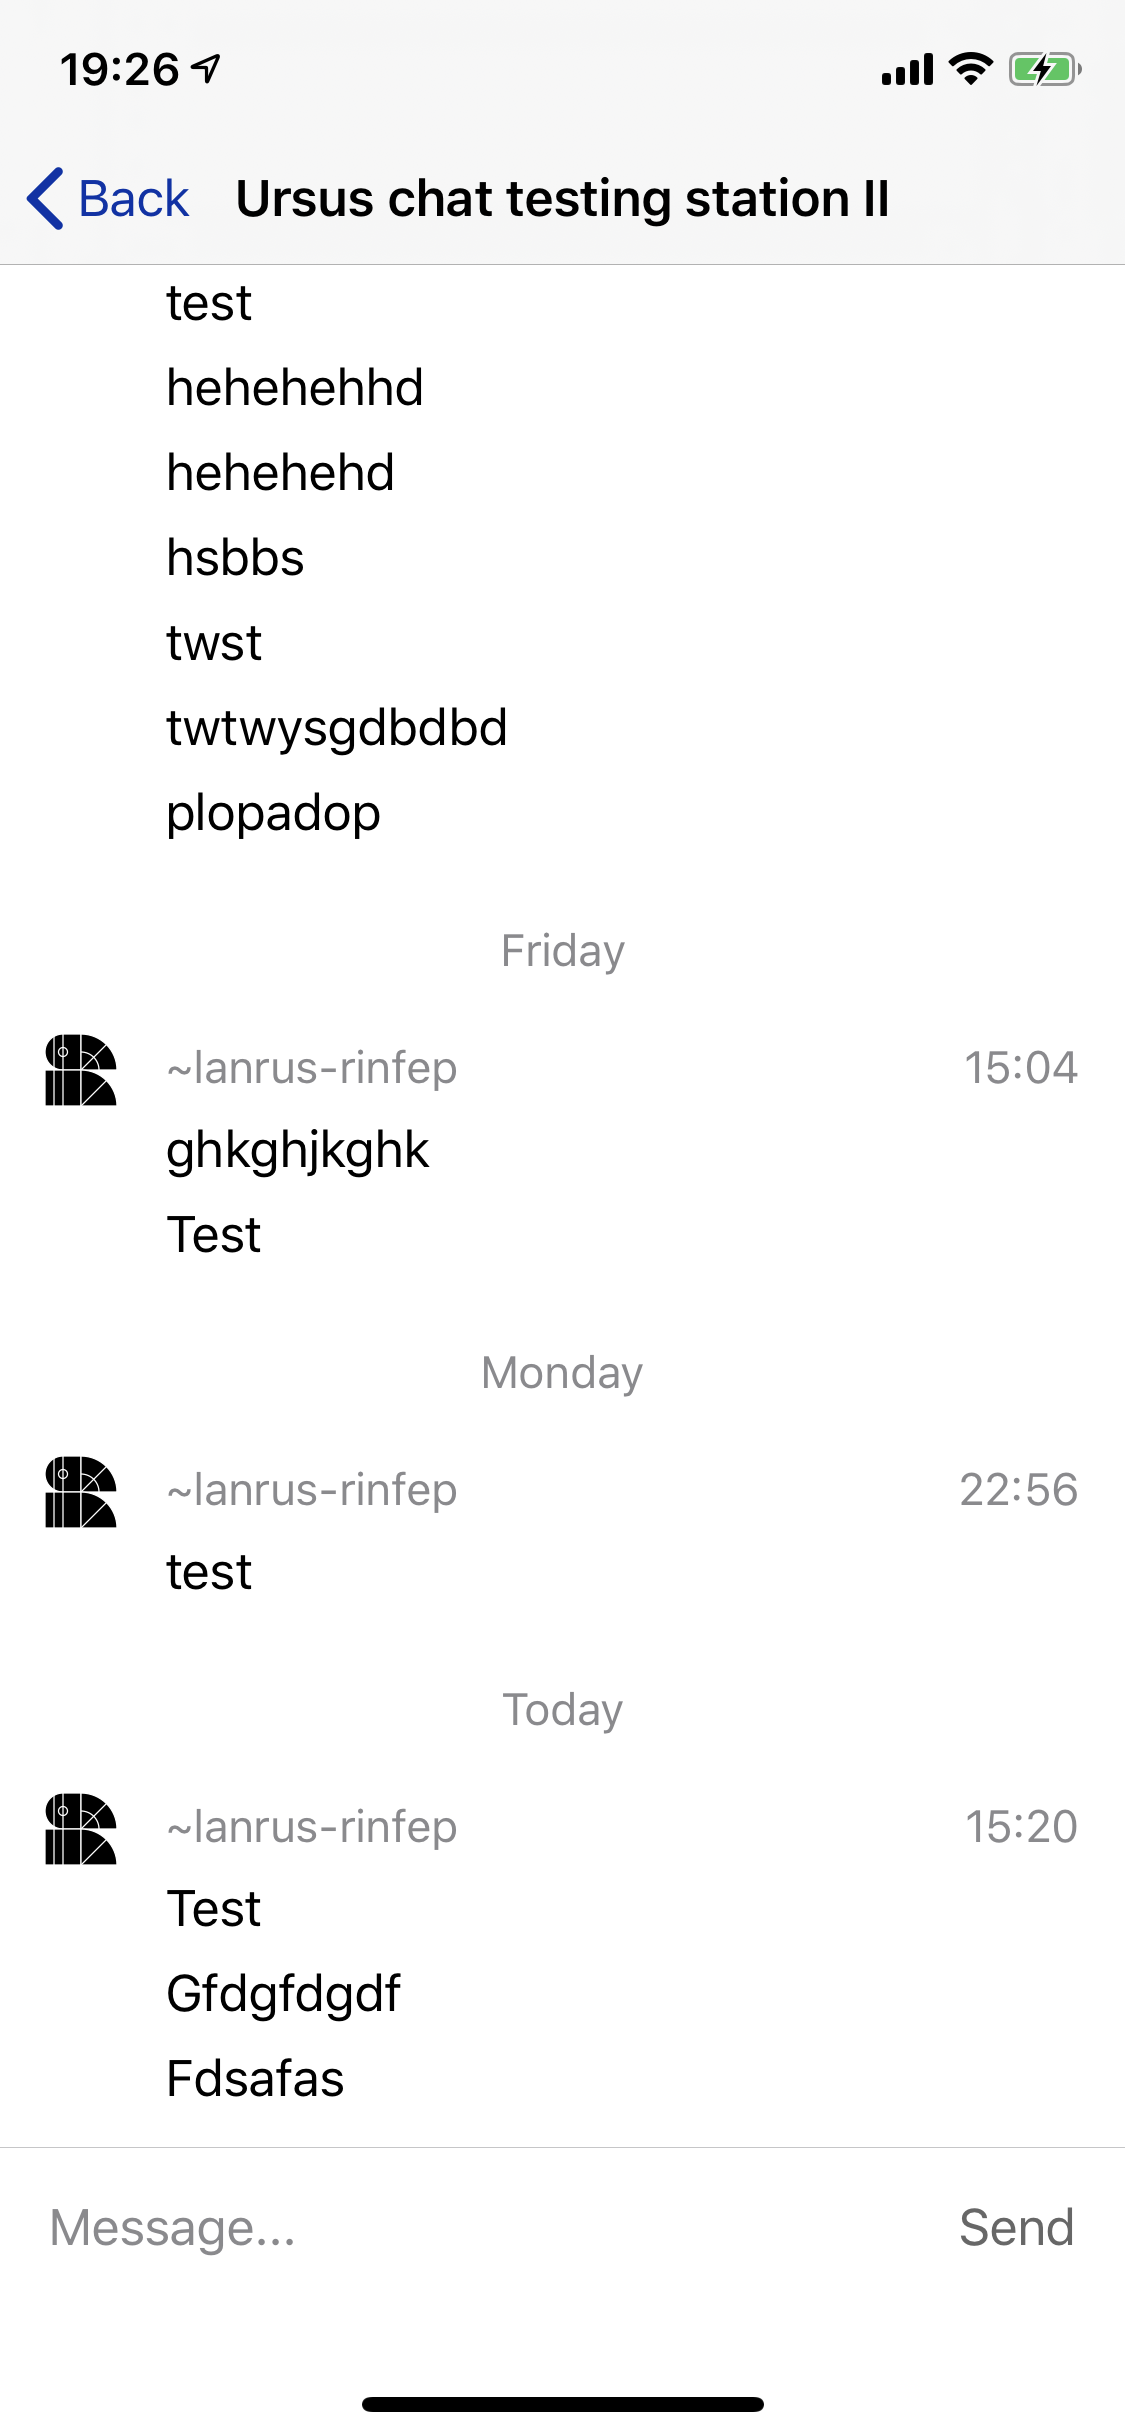 19:26
Back Ursus chat testing station II
test
hehehehhd
hehehehd
hsbbs
twst
twtwysgdbdbd
plopadop
Friday
~lanrus-rinfep 15:04
ghkghjkghk
Test
Monday
~lanrus-rinfep 22:56
test
Today
~lanrus-rinfep 15:20
Test
Gfdgfdgdf
Fdsafas
Message... Send